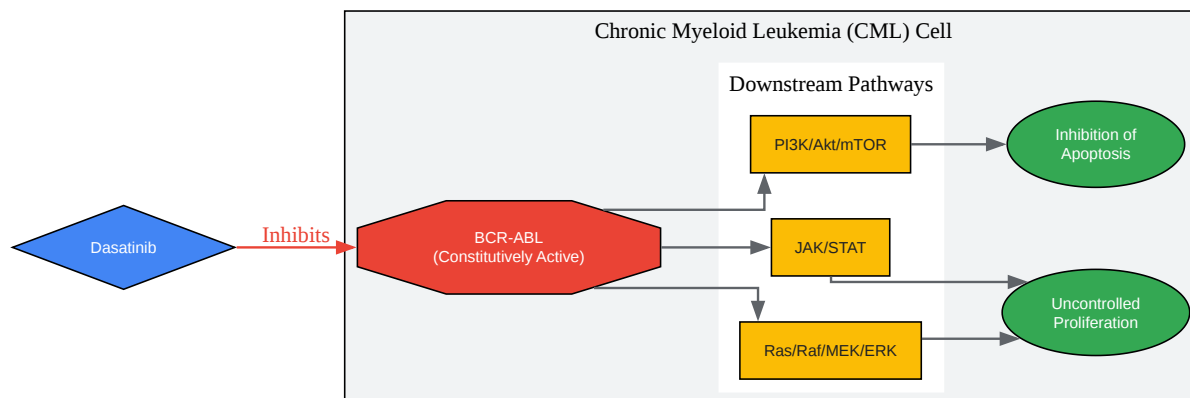 Chronic Myeloid Leukemia (CML) Cell
Downstream Pathways
PI3K/Akt/mTOR
Inhibition of
Apoptosis
Dasatinib
Inhibits
BCR-ABL
(Constitutively Active)
JAK/STAT
Uncontrolled
Proliferation
Ras/Raf/MEK/ERK